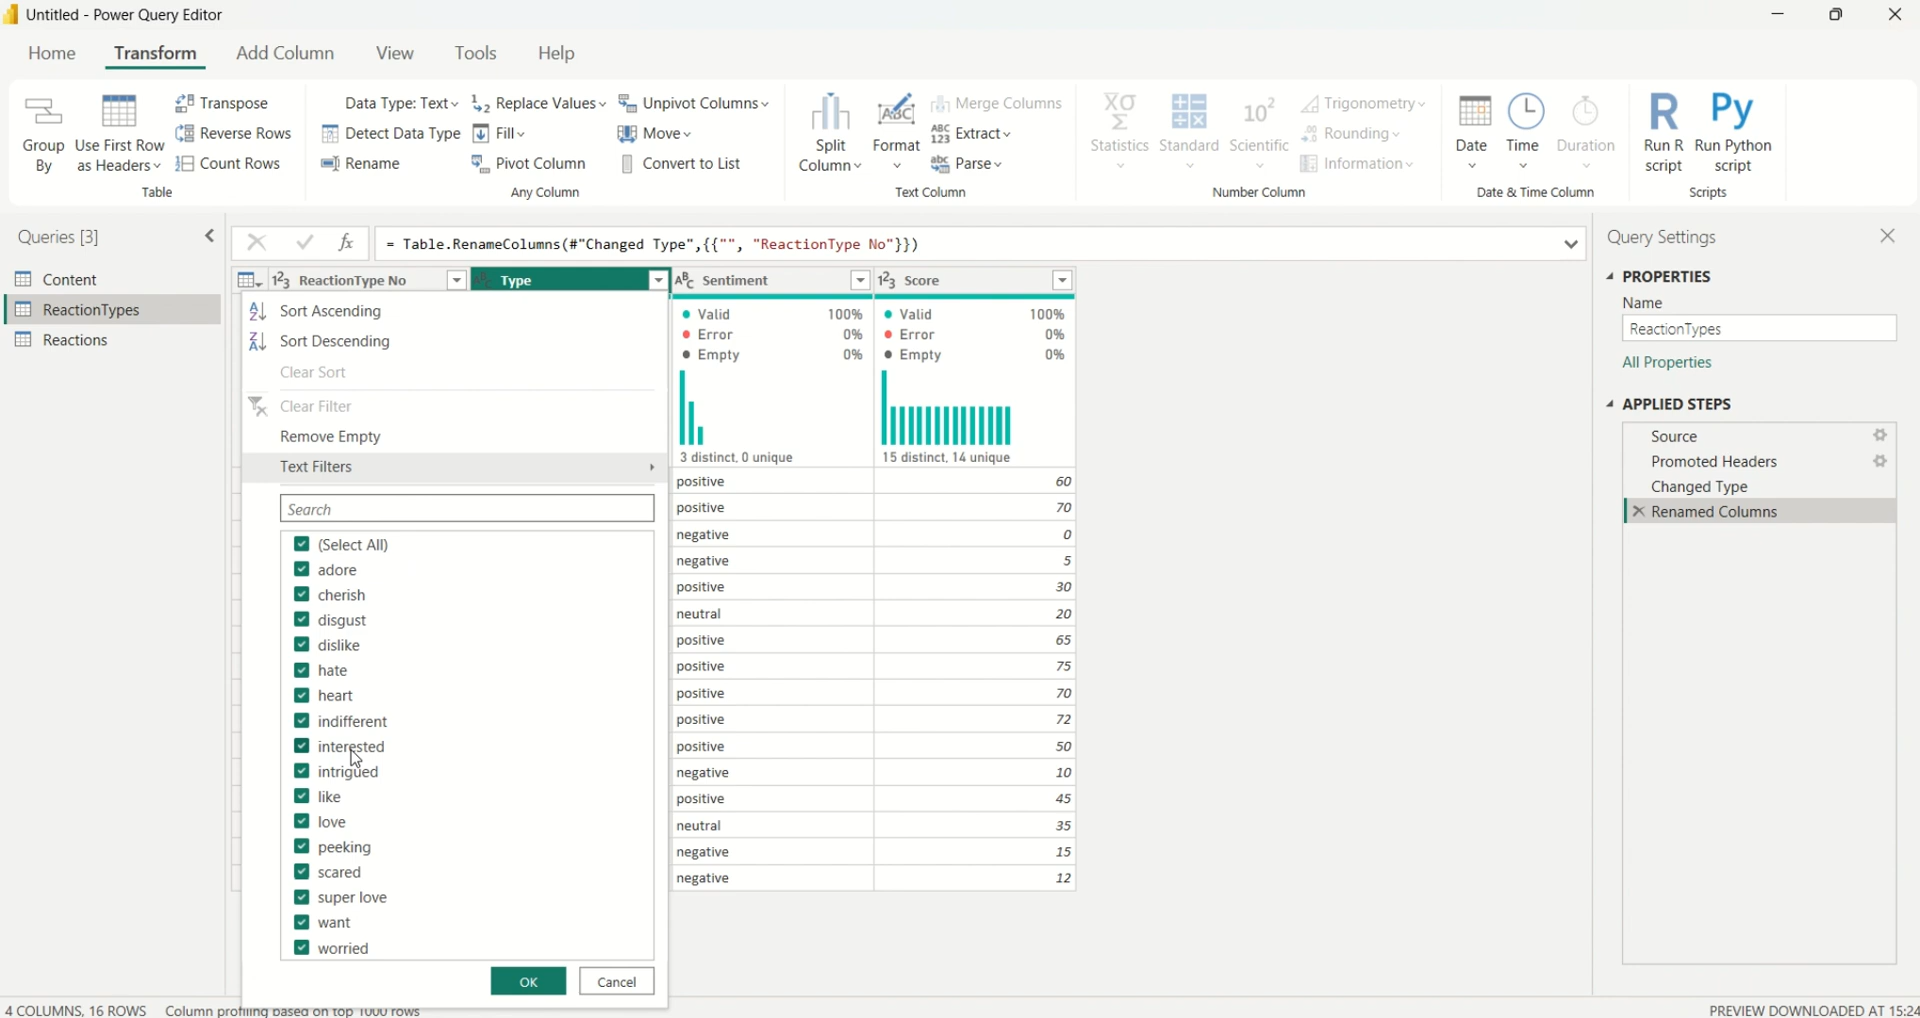 Untitled - Power Query Editor
Home Transform Add Column View Tools Help
Group By
Use First Row as Headers
Transpose
Reverse Rows
Count Rows
Table
Data Type: Text
Detect Data Type
Rename
Replace Values
Fill
Pivot Column
Unpivot Columns
Move
Convert to List
Any Column
Split Column
Format
Merge Columns
Extract
Parse
Text Column
Statistics
Standard
Scientific
Trigonometry
Rounding
Information
Number Column
Date
Time
Duration
Date & Time Column
Run R script
Run Python script
Scripts
Queries [3]
Content
ReactionTypes
Reactions
= Table.RenameColumns(#"Changed Type",{{"", "ReactionType No"}})
ReactionType No Type Sentiment Score
Sort Ascending
Sort Descending
Clear Sort
Clear Filter
Remove Empty
Text Filters
Search
(Select All)
adore
cherish
disgust
dislike
hate
heart
indifferent
interested
intrigued
like
love
peeking
scared
super love
want
worried
OK Cancel
Valid 100% Valid 100%
Error 0% Error 0%
Empty 0% Empty 0%
3 distinct, 0 unique 15 distinct, 14 unique
positive 60
positive 70
negative 0
negative 5
positive 30
neutral 20
positive 65
positive 75
positive 70
positive 72
positive 50
negative 10
positive 45
neutral 35
negative 15
negative 12
Query Settings
PROPERTIES
Name
ReactionTypes
All Properties
APPLIED STEPS
Source
Promoted Headers
Changed Type
Renamed Columns
4 COLUMNS, 16 ROWS Column profiling based on top 1000 rows
PREVIEW DOWNLOADED AT 15:24